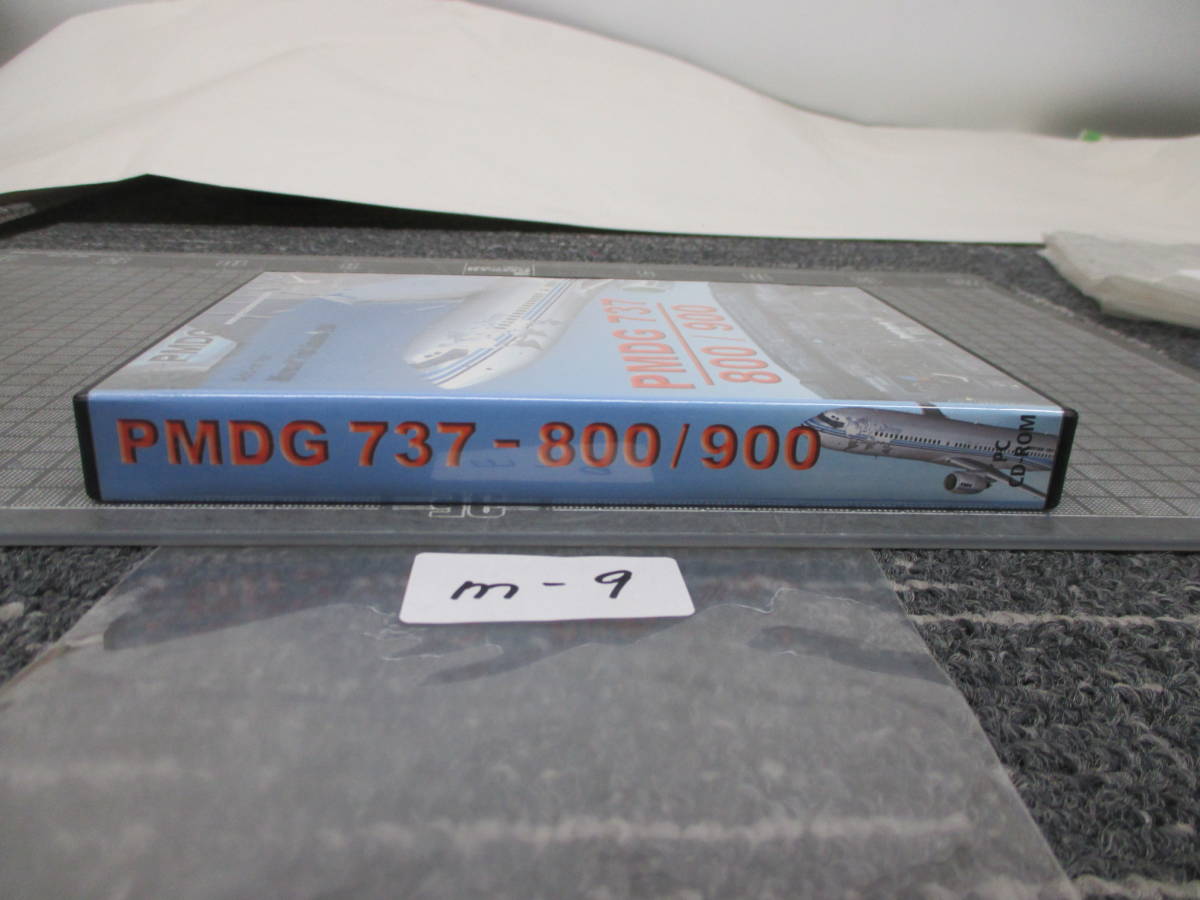 PMDG
PMDG 737
800 / 900
PMDG 737 - 800 / 900
PC
CD-ROM
m - 9